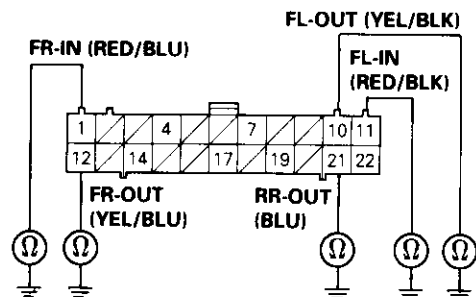 FL-OUT (YEL/BLK)
FR-IN (RED/BLU)
FL-IN
(RED/BLK)
1 4 7 10 11
12 14 17 19 21 22
FR-OUT
(YEL/BLU)
RR-OUT
(BLU)
Ω Ω Ω Ω Ω